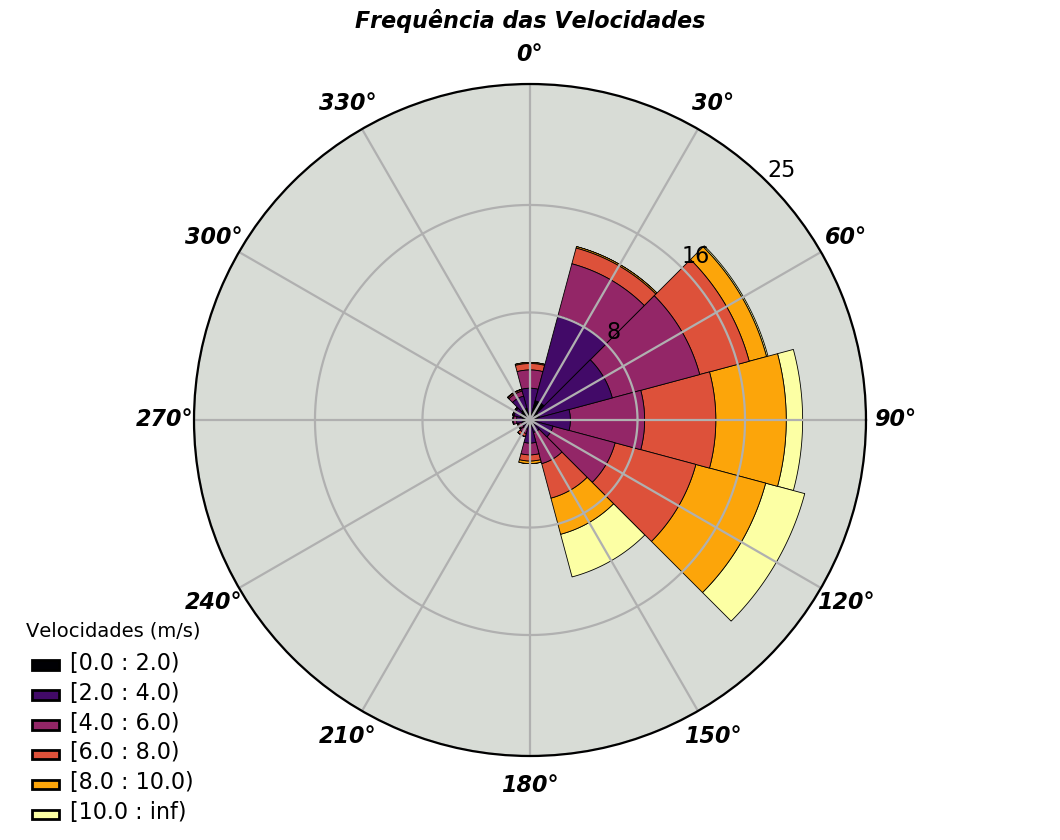 Frequência das Velocidades
0°
330°
30°
25
300°
60°
16
8
270°
90°
240°
120°
210°
150°
180°
Velocidades (m/s)
[0.0 : 2.0)
[2.0 : 4.0)
[4.0 : 6.0)
[6.0 : 8.0)
[8.0 : 10.0)
[10.0 : inf)